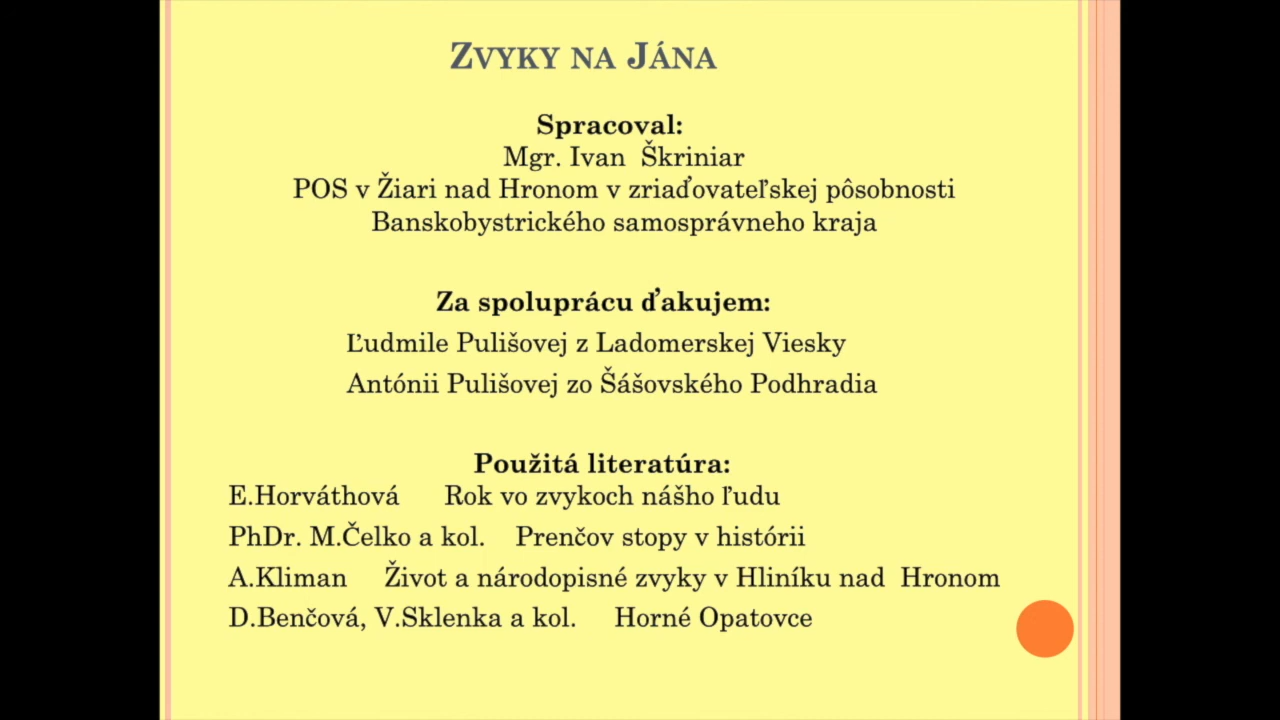 Zvyky na Jána
Spracoval:
Mgr. Ivan Škriniar
POS v Žiari nad Hronom v zriaďovateľskej pôsobnosti
Banskobystrického samosprávneho kraja
Za spoluprácu ďakujem:
Ľudmile Pulišovej z Ladomerskej Viesky
Antónii Pulišovej zo Šášovského Podhradia
Použitá literatúra:
E.Horváthová Rok vo zvykoch nášho ľudu
PhDr. M.Čelko a kol. Prenčov stopy v histórii
A.Kliman Život a národopisné zvyky v Hliníku nad Hronom
D.Benčová, V.Sklenka a kol. Horné Opatovce